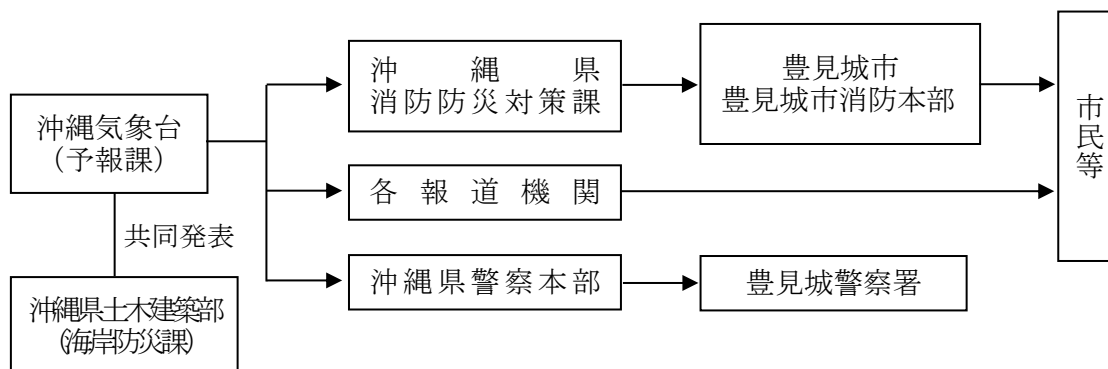 沖縄気象台
（予報課）
共同発表
沖縄県土木建築部
（海岸防災課）
沖縄県
消防防災対策課
各報道機関
沖縄県警察本部
豊見城市
豊見城市消防本部
豊見城警察署
市民等